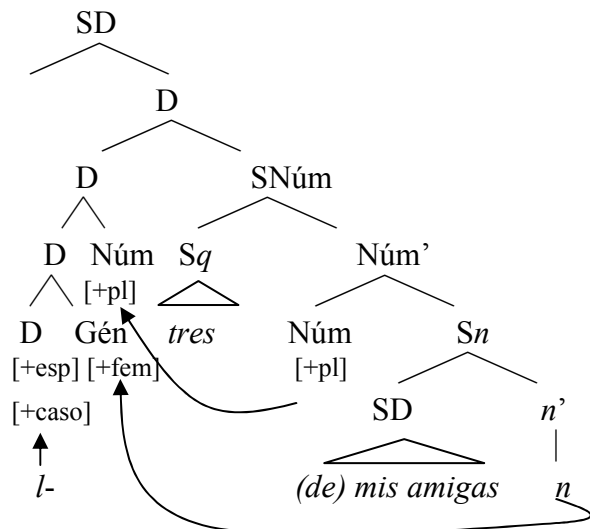 SD
D
D SNúm
D Núm Sq Núm’
[+pl]
D Gén tres Núm Sn
[+esp] [+fem] [+pl]
[+caso] SD n’
l- (de) mis amigas n